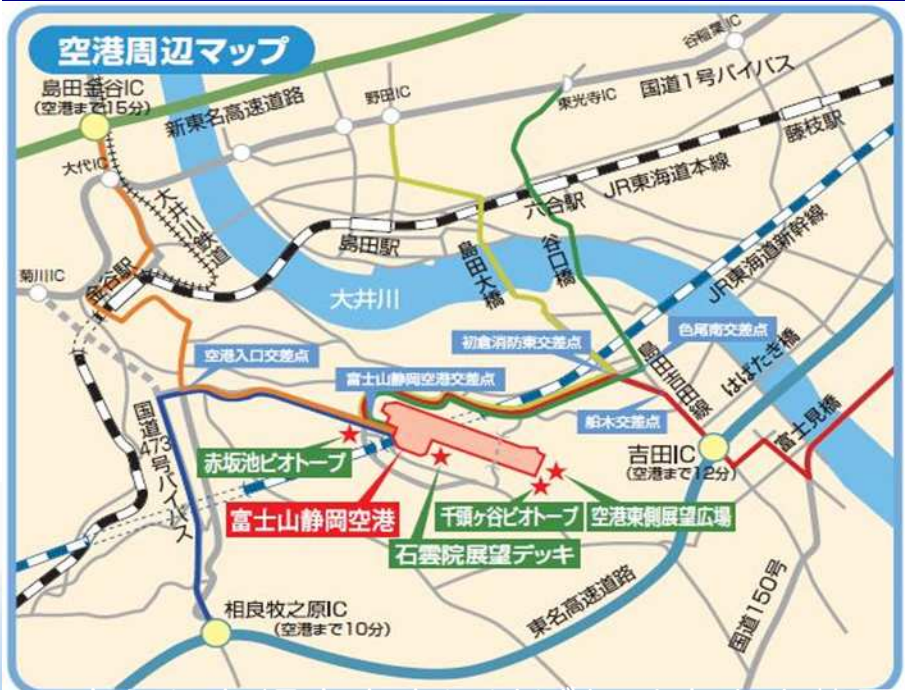 空港周辺マップ
谷稲葉IC
島田金谷IC
(空港まで15分)
新東名高速道路
野田IC
東光寺IC
国道1号バイパス
藤枝駅
大代IC
大井川鉄道
六合駅
JR東海道本線
島田駅
島田大橋
谷口橋
JR東海道新幹線
菊川IC
金谷駅
大井川
空港入口交差点
初倉消防東交差点
色尾南交差点
富士山静岡空港交差点
島田吉田線
はばたき橋
船木交差点
富士見橋
国道473号バイパス
赤坂池ビオトープ
吉田IC
(空港まで12分)
富士山静岡空港
千頭ヶ谷ビオトープ
空港東側展望広場
石雲院展望デッキ
東名高速道路
国道150号
相良牧之原IC
(空港まで10分)